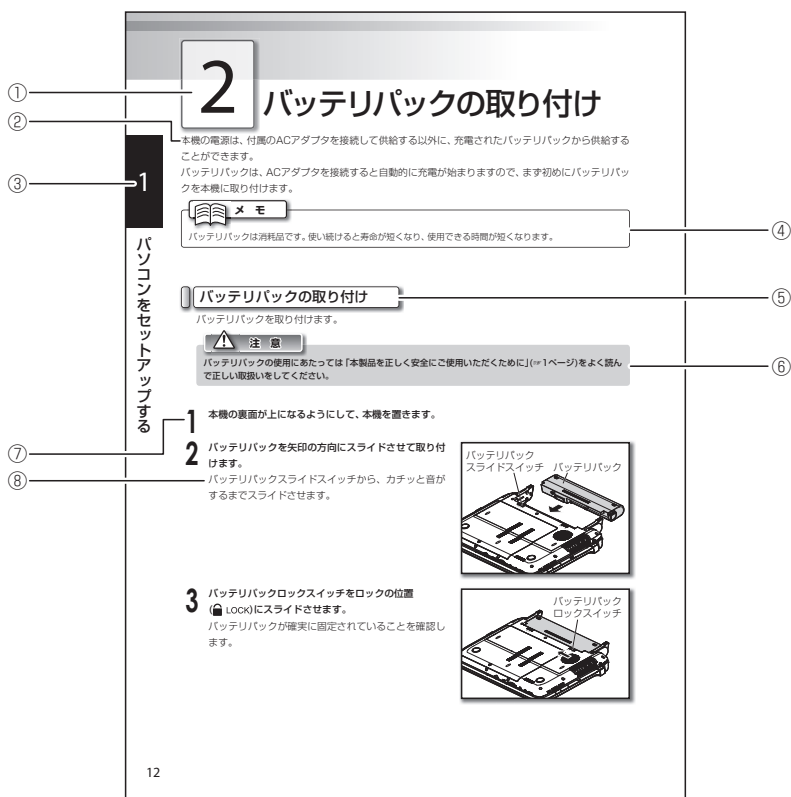 ①
2 バッテリパックの取り付け
②
本機の電源は、付属のACアダプタを接続して供給する以外に、充電されたバッテリパックから供給する
ことができます。
③
1
バッテリパックは、ACアダプタを接続すると自動的に充電が始まりますので、まず初めにバッテリパッ
クを本機に取り付けます。
メモ
バッテリパックは消耗品です。使い続けると寿命が短くなり、使用できる時間が短くなります。
④
パソコンをセットアップする
バッテリパックの取り付け
⑤
バッテリパックを取り付けます。
注意
バッテリパックの使用にあたっては「本製品を正しく安全にご使用いただくために」(☞1ページ)をよく読ん
で正しい取扱いをしてください。
⑥
⑦
1 本機の裏面が上になるようにして、本機を置きます。
2 バッテリパックを矢印の方向にスライドさせて取り付
けます。
⑧
バッテリパックスライドスイッチから、カチッと音が
するまでスライドさせます。
バッテリパック
スライドスイッチ バッテリパック
3 バッテリパックロックスイッチをロックの位置
(LOCK)にスライドさせます。
バッテリパックが確実に固定されていることを確認し
ます。
バッテリパック
ロックスイッチ
12